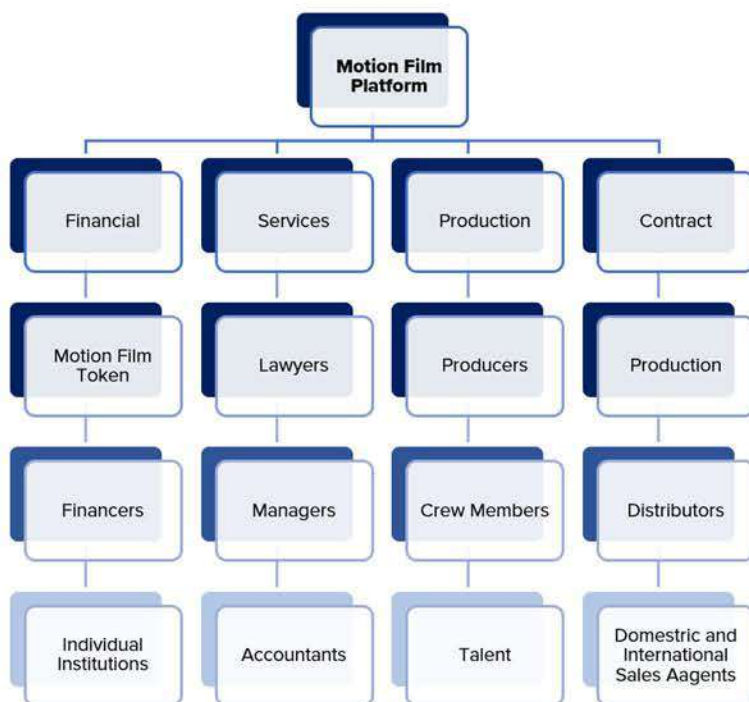 Motion Film
Platform
Financial
Services
Production
Contract
Motion Film
Token
Lawyers
Producers
Production
Financers
Managers
Crew Members
Distributors
Individual
Institutions
Accountants
Talent
Domestric and
International
Sales Aagents